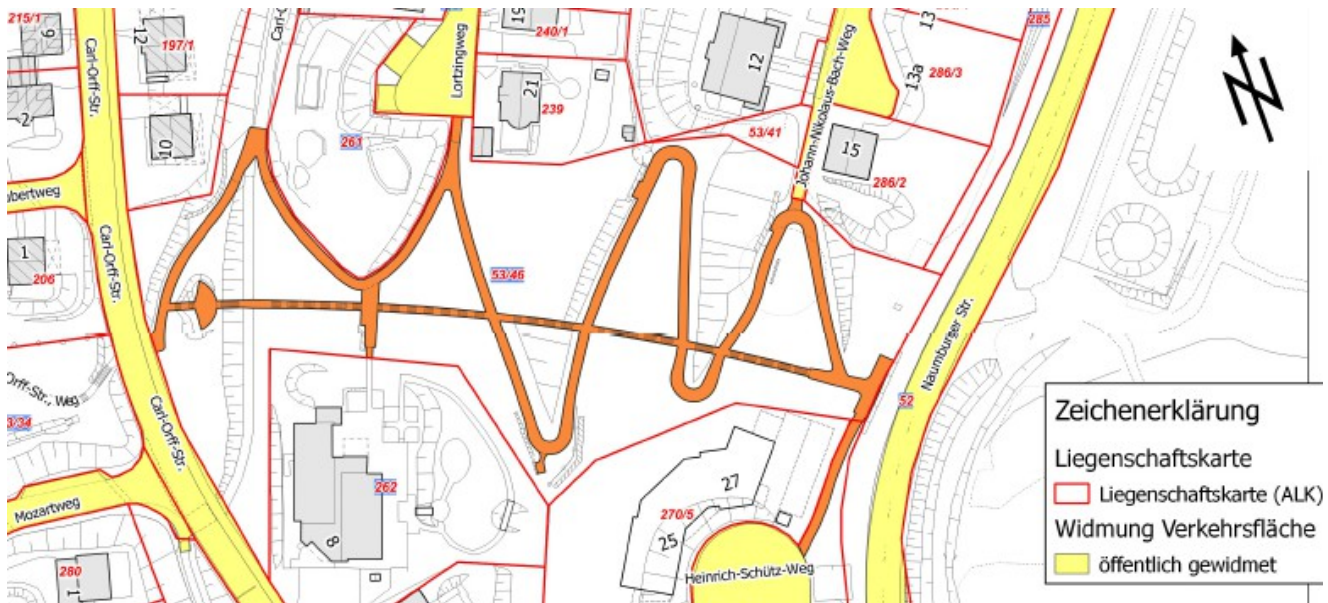 215/1
9
12
197/1
Carl-Orff-Str.
Lortzingweg
19
240/1
21
239
12
Johann-Nikolaus-Bach-Weg
13
13a
286/3
285
2
10
261
53/41
15
286/2
1
206
Carl-Orff-Str.
53/46
Naumburger Str.
52
Orff-Str., Weg
Carl-Orff-Str.
Mozartweg
280
1
262
8
27
270/5
25
Heinrich-Schütz-Weg
Zeichenerklärung
Liegenschaftskarte
Liegenschaftskarte (ALK)
Widmung Verkehrsfläche
öffentlich gewidmet